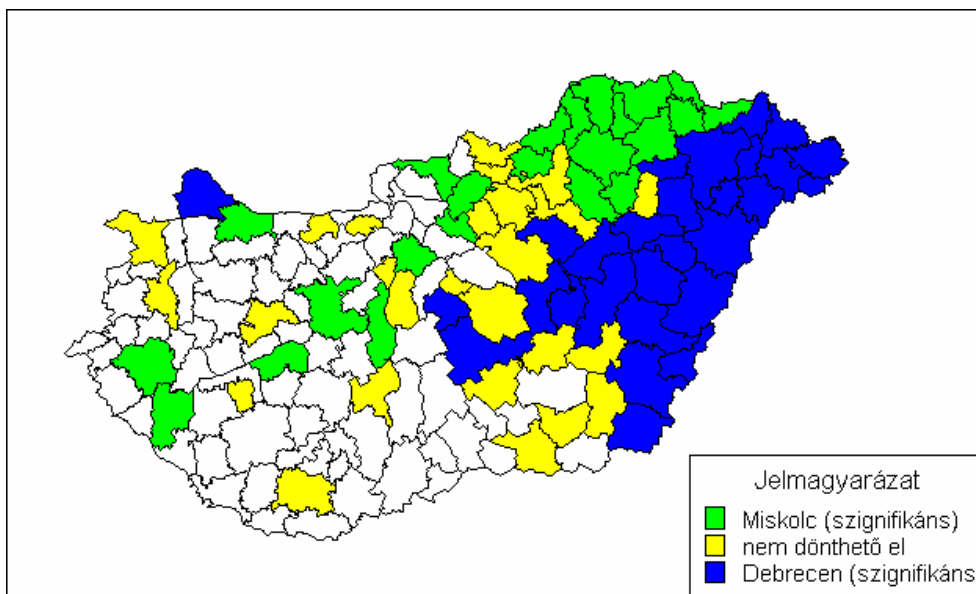 Jelmagyarázat
Miskolc (szignifikáns)
nem dönthető el
Debrecen (szignifikáns